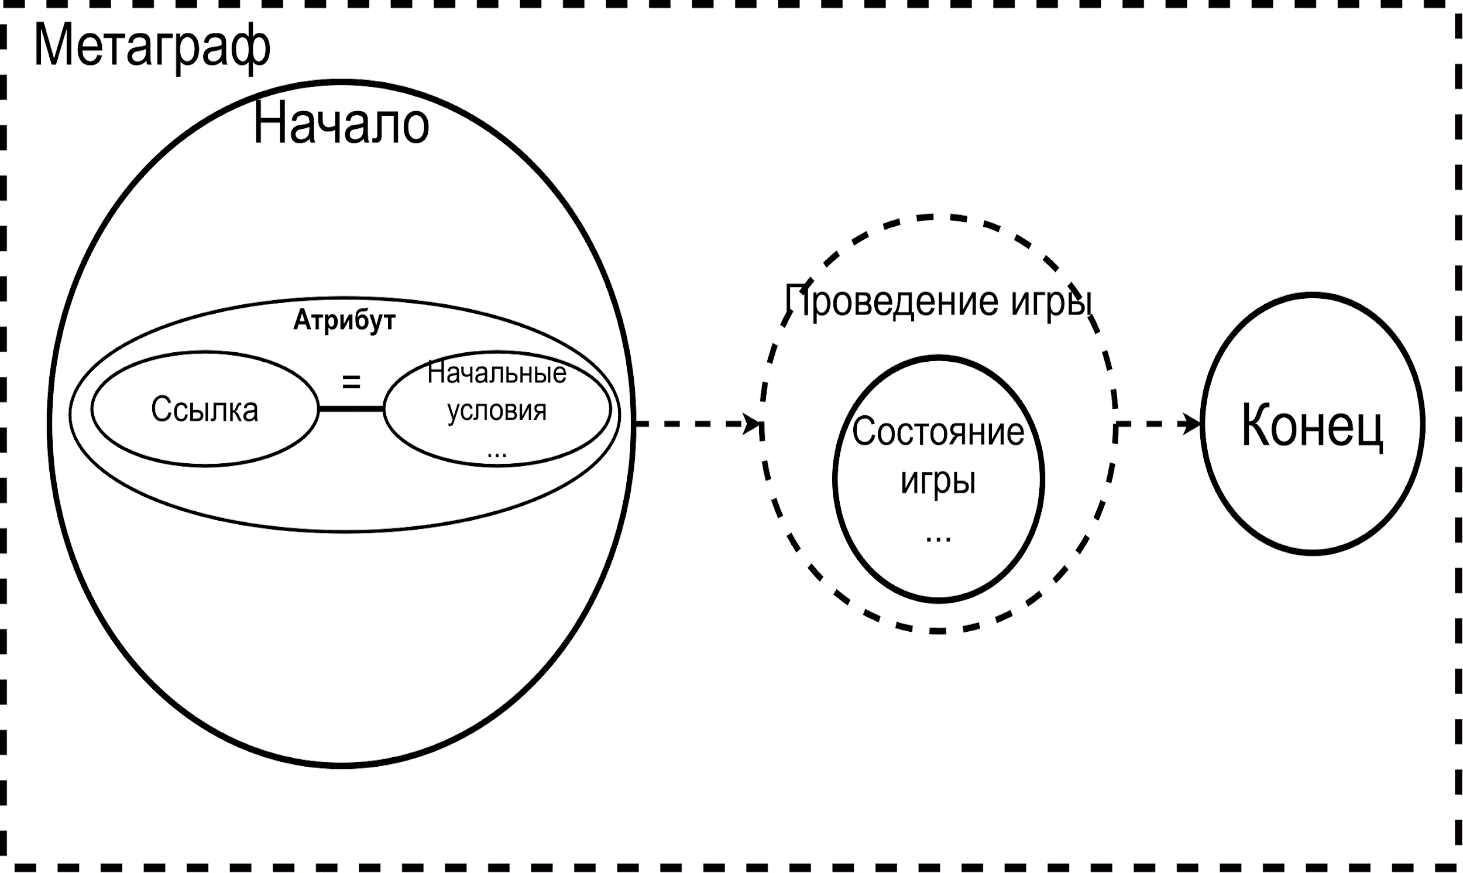 Метаграф
Начало
Атрибут
Ссылка
=
Начальные
условия
...
Проведение игры
Состояние
игры
...
Конец